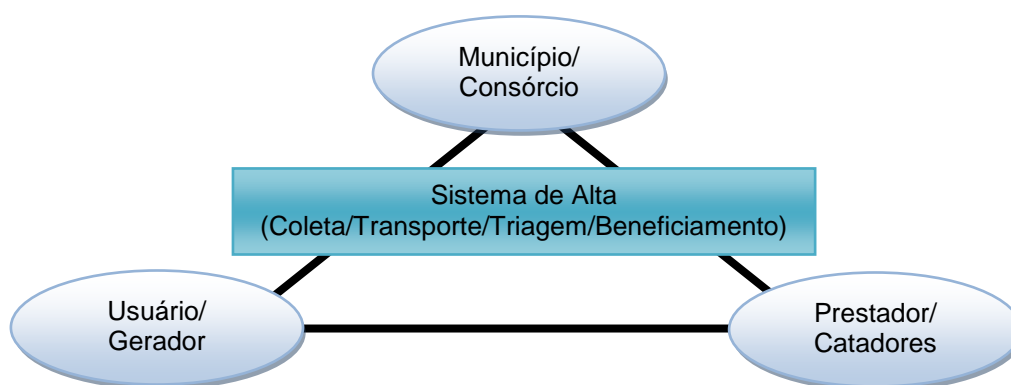 Município/
Consórcio
Sistema de Alta
(Coleta/Transporte/Triagem/Beneficiamento)
Usuário/
Gerador
Prestador/
Catadores